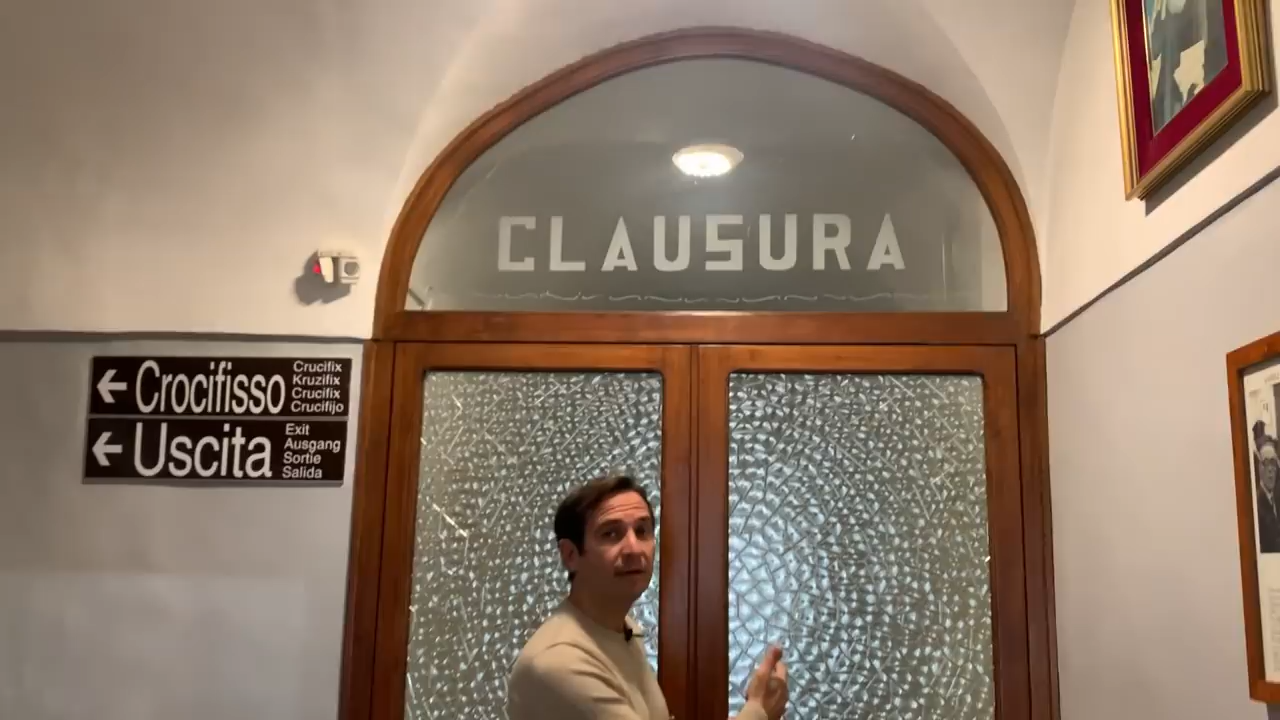 CLAUSURA
← Crocifisso
Crucifix
Kruzifix
Crucifix
Crucifijo
← Uscita
Exit
Ausgang
Sortie
Salida